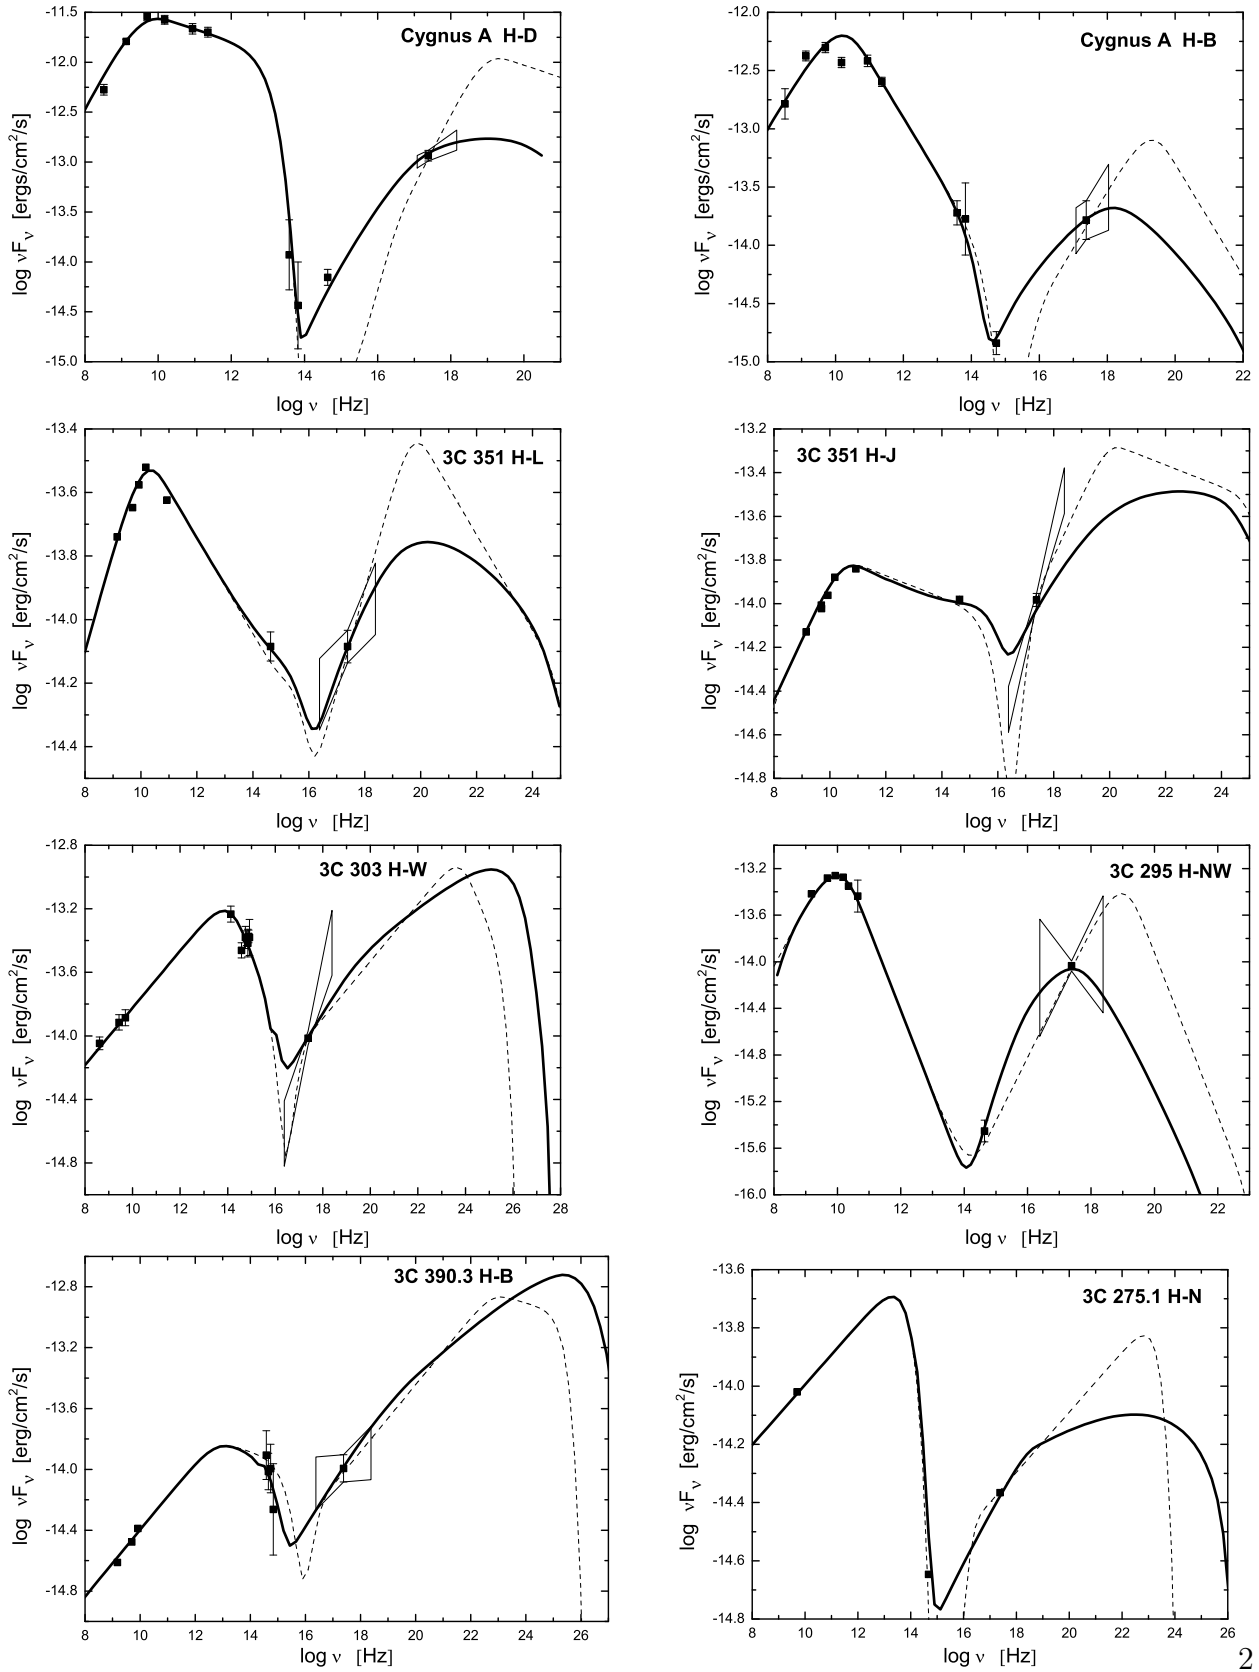 Cygnus A H-D
log νFν [ergs/cm²/s]
-11.5
-12.0
-12.5
-13.0
-13.5
-14.0
-14.5
-15.0
8 10 12 14 16 18 20
log ν [Hz]
Cygnus A H-B
log νFν [ergs/cm²/s]
-12.0
-12.5
-13.0
-13.5
-14.0
-14.5
-15.0
8 10 12 14 16 18 20 22
log ν [Hz]
3C 351 H-L
log νFν [erg/cm²/s]
-13.4
-13.6
-13.8
-14.0
-14.2
-14.4
8 10 12 14 16 18 20 22 24
log ν [Hz]
3C 351 H-J
log νFν [erg/cm²/s]
-13.2
-13.4
-13.6
-13.8
-14.0
-14.2
-14.4
-14.6
-14.8
8 10 12 14 16 18 20 22 24
log ν [Hz]
3C 303 H-W
log νFν [erg/cm²/s]
-12.8
-13.2
-13.6
-14.0
-14.4
-14.8
8 10 12 14 16 18 20 22 24 26 28
log ν [Hz]
3C 295 H-NW
log νFν [erg/cm²/s]
-13.2
-13.6
-14.0
-14.4
-14.8
-15.2
-15.6
-16.0
8 10 12 14 16 18 20 22
log ν [Hz]
3C 390.3 H-B
log νFν [erg/cm²/s]
-12.8
-13.2
-13.6
-14.0
-14.4
-14.8
8 10 12 14 16 18 20 22 24 26
log ν [Hz]
3C 275.1 H-N
log νFν [erg/cm²/s]
-13.6
-13.8
-14.0
-14.2
-14.4
-14.6
-14.8
8 10 12 14 16 18 20 22 24 26
log ν [Hz]
2